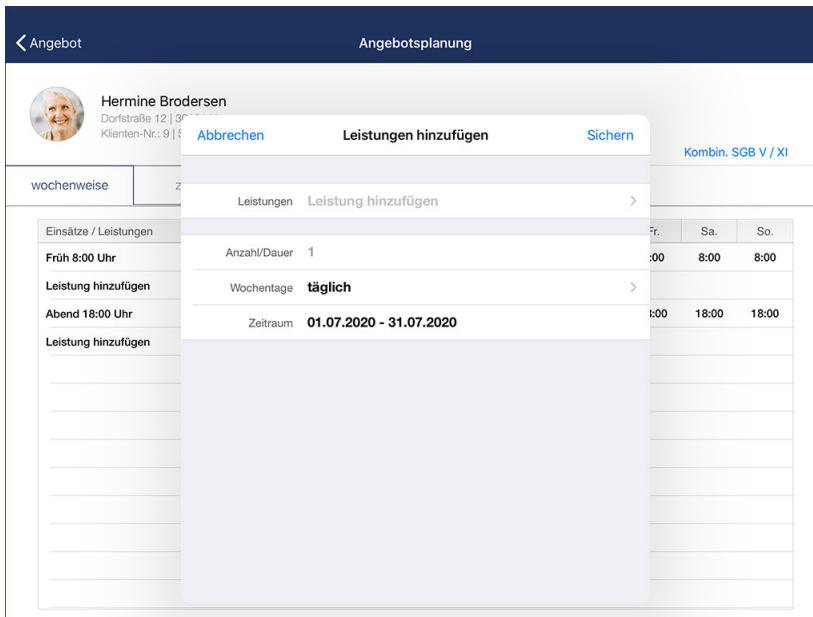 Angebot
Angebotsplanung
Hermine Brodersen
Dorfstraße 12 |
Klienten-Nr.: 9 |
Abbrechen
Leistungen hinzufügen
Sichern
Kombin. SGB V / XI
wochenweise
Leistungen Leistung hinzufügen
Einsätze / Leistungen Fr. Sa. So.
Anzahl/Dauer 1
Früh 8:00 Uhr :00 8:00 8:00
Wochentage täglich
Leistung hinzufügen
Abend 18:00 Uhr :00 18:00 18:00
Zeitraum 01.07.2020 - 31.07.2020
Leistung hinzufügen